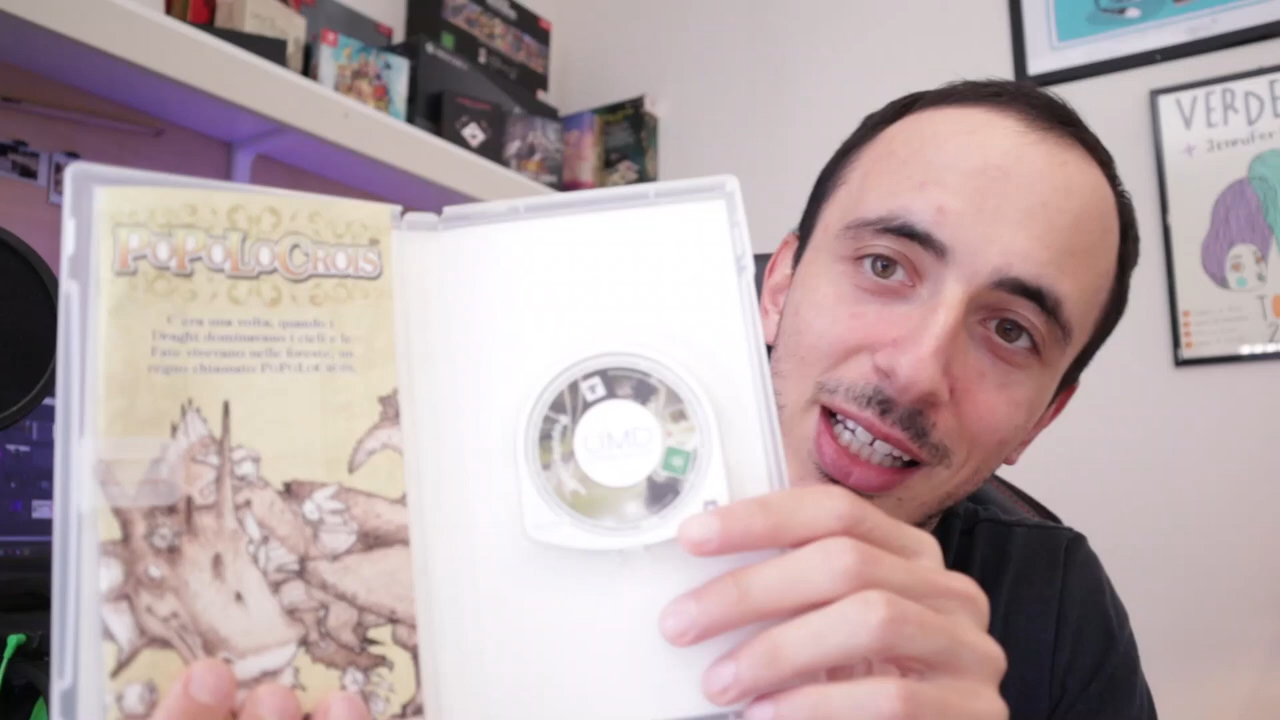 PoPoLoCrois
C'era una volta, quando i
Draghi dominavano i cieli e le
Fate vivevano nelle foreste, un
regno chiamato PoPoLoCrois.
UMD
VERDE
+ Jennifer